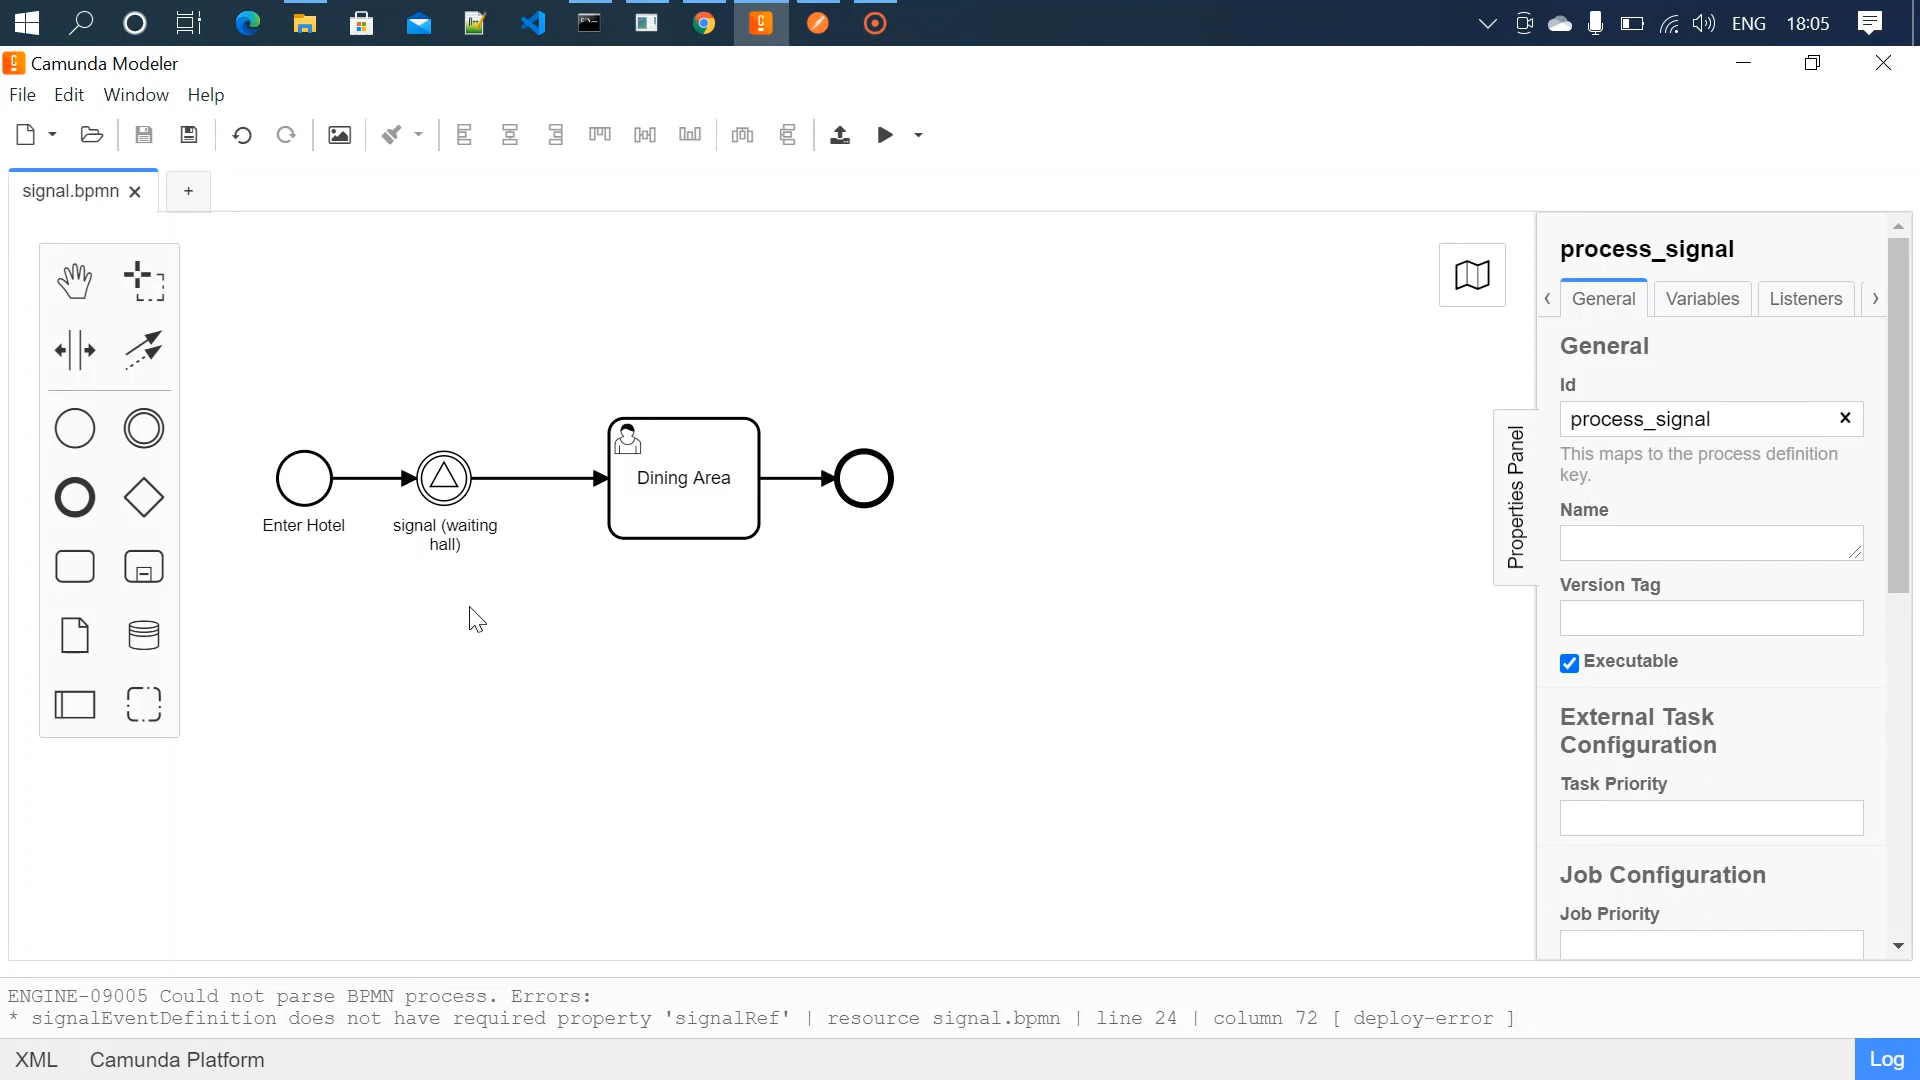 ENG 18:05
Camunda Modeler
File Edit Window Help
signal.bpmn
+
process_signal
General Variables Listeners
General
Id
process_signal
This maps to the process definition
key.
Name
Version Tag
Executable
External Task
Configuration
Task Priority
Job Configuration
Job Priority
Properties Panel
Enter Hotel
signal (waiting
hall)
Dining Area
ENGINE-09005 Could not parse BPMN process. Errors:
* signalEventDefinition does not have required property 'signalRef' | resource signal.bpmn | line 24 | column 72 [ deploy-error ]
XML Camunda Platform
Log